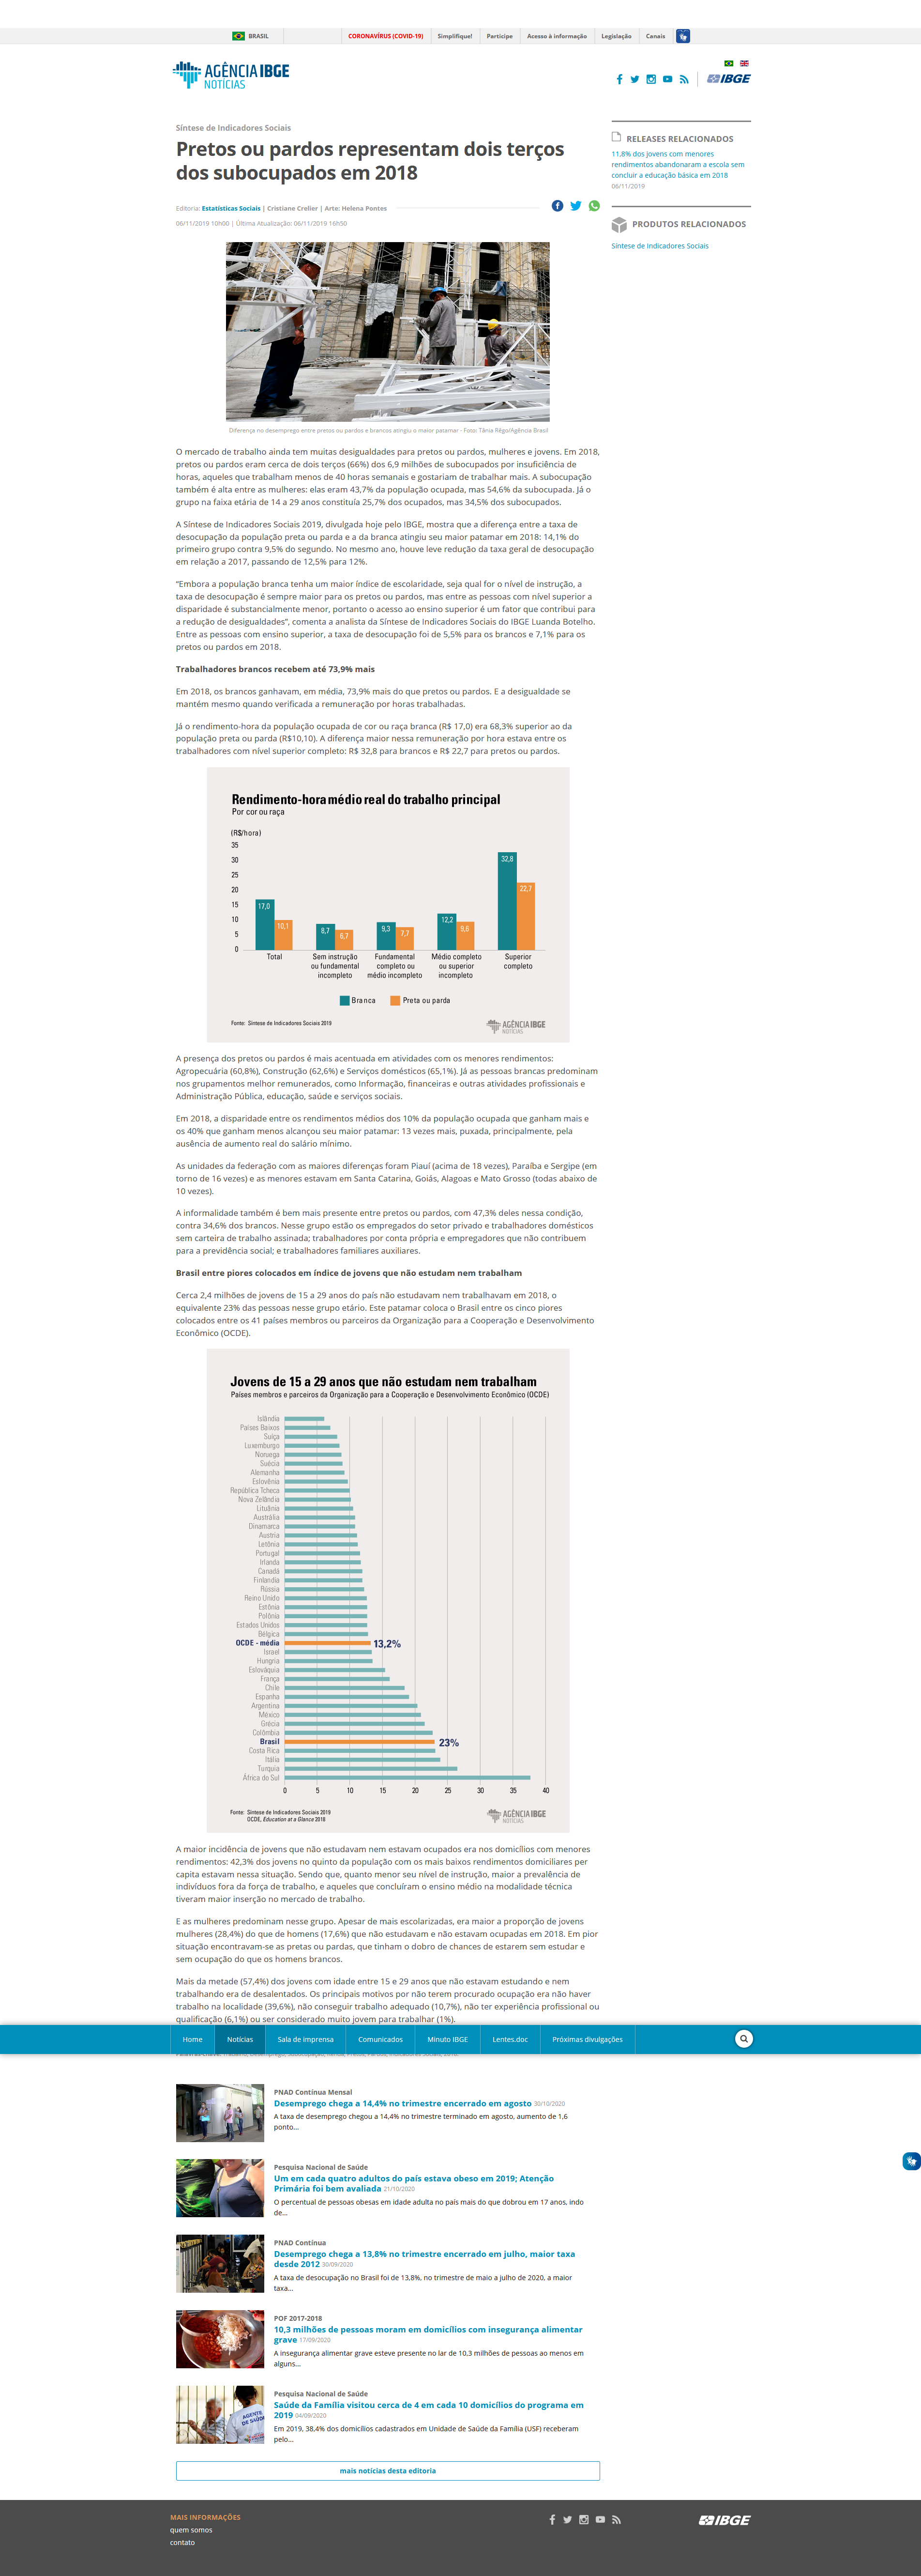 BRASIL
CORONAVÍRUS (COVID-19)
Simplifique!
Participe
Acesso à informação
Legislação
Canais
AGÊNCIA IBGE
NOTÍCIAS
IBGE
Síntese de Indicadores Sociais
Pretos ou pardos representam dois terços
dos subocupados em 2018
Editoria: Estatísticas Sociais | Cristiane Crelier | Arte: Helena Pontes
06/11/2019 10h00 | Última Atualização: 06/11/2019 16h50
RELEASES RELACIONADOS
11,8% dos jovens com menores
rendimentos abandonaram a escola sem
concluir a educação básica em 2018
06/11/2019
PRODUTOS RELACIONADOS
Síntese de Indicadores Sociais
Diferença no desemprego entre pretos ou pardos e brancos atingiu o maior patamar - Foto: Tânia Rêgo/Agência Brasil
O mercado de trabalho ainda tem muitas desigualdades para pretos ou pardos, mulheres e jovens. Em 2018,
pretos ou pardos eram cerca de dois terços (66%) dos 6,9 milhões de subocupados por insuficiência de
horas, aqueles que trabalham menos de 40 horas semanais e gostariam de trabalhar mais. A subocupação
também é alta entre as mulheres: elas eram 43,7% da população ocupada, mas 54,6% da subocupada. Já o
grupo na faixa etária de 14 a 29 anos constituía 25,7% dos ocupados, mas 34,5% dos subocupados.
A Síntese de Indicadores Sociais 2019, divulgada hoje pelo IBGE, mostra que a diferença entre a taxa de
desocupação da população preta ou parda e a da branca atingiu seu maior patamar em 2018: 14,1% do
primeiro grupo contra 9,5% do segundo. No mesmo ano, houve leve redução da taxa geral de desocupação
em relação a 2017, passando de 12,5% para 12%.
“Embora a população branca tenha um maior índice de escolaridade, seja qual for o nível de instrução, a
taxa de desocupação é sempre maior para os pretos ou pardos, mas entre as pessoas com nível superior a
disparidade é substancialmente menor, portanto o acesso ao ensino superior é um fator que contribui para
a redução de desigualdades”, comenta a analista da Síntese de Indicadores Sociais do IBGE Luanda Botelho.
Entre as pessoas com ensino superior, a taxa de desocupação foi de 5,5% para os brancos e 7,1% para os
pretos ou pardos em 2018.
Trabalhadores brancos recebem até 73,9% mais
Em 2018, os brancos ganhavam, em média, 73,9% mais do que pretos ou pardos. E a desigualdade se
mantém mesmo quando verificada a remuneração por horas trabalhadas.
Já o rendimento-hora da população ocupada de cor ou raça branca (R$ 17,0) era 68,3% superior ao da
população preta ou parda (R$10,10). A diferença maior nessa remuneração por hora estava entre os
trabalhadores com nível superior completo: R$ 32,8 para brancos e R$ 22,7 para pretos ou pardos.
Rendimento-hora médio real do trabalho principal
Por cor ou raça
(R$/hora)
35
30
25
20
15
10
5
0
17,0
10,1
8,7
6,7
9,3
7,7
12,2
9,6
32,8
22,7
Total
Sem instrução
ou fundamental
incompleto
Fundamental
completo ou
médio incompleto
Médio completo
ou superior
incompleto
Superior
completo
Branca
Preta ou parda
Fonte: Síntese de Indicadores Sociais 2019
AGÊNCIA IBGE
NOTÍCIAS
A presença dos pretos ou pardos é mais acentuada em atividades com os menores rendimentos:
Agropecuária (60,8%), Construção (62,6%) e Serviços domésticos (65,1%). Já as pessoas brancas predominam
nos grupamentos melhor remunerados, como Informação, financeiras e outras atividades profissionais e
Administração Pública, educação, saúde e serviços sociais.
Em 2018, a disparidade entre os rendimentos médios dos 10% da população ocupada que ganham mais e
os 40% que ganham menos alcançou seu maior patamar: 13 vezes mais, puxada, principalmente, pela
ausência de aumento real do salário mínimo.
As unidades da federação com as maiores diferenças foram Piauí (acima de 18 vezes), Paraíba e Sergipe (em
torno de 16 vezes) e as menores estavam em Santa Catarina, Goiás, Alagoas e Mato Grosso (todas abaixo de
10 vezes).
A informalidade também é bem mais presente entre pretos ou pardos, com 47,3% deles nessa condição,
contra 34,6% dos brancos. Nesse grupo estão os empregados do setor privado e trabalhadores domésticos
sem carteira de trabalho assinada; trabalhadores por conta própria e empregadores que não contribuem
para a previdência social; e trabalhadores familiares auxiliares.
Brasil entre piores colocados em índice de jovens que não estudam nem trabalham
Cerca 2,4 milhões de jovens de 15 a 29 anos do país não estudavam nem trabalhavam em 2018, o
equivalente 23% das pessoas nesse grupo etário. Este patamar coloca o Brasil entre os cinco piores
colocados entre os 41 países membros ou parceiros da Organização para a Cooperação e Desenvolvimento
Econômico (OCDE).
Jovens de 15 a 29 anos que não estudam nem trabalham
Países membros e parceiros da Organização para a Cooperação e Desenvolvimento Econômico (OCDE)
Islândia
Países Baixos
Suíça
Luxemburgo
Noruega
Suécia
Alemanha
Eslovênia
República Tcheca
Nova Zelândia
Lituânia
Austrália
Dinamarca
Austria
Letônia
Portugal
Irlanda
Canadá
Finlandia
Rússia
Reino Unido
Estônia
Polônia
Estados Unidos
Bélgica
OCDE - média 13,2%
Israel
Hungria
Eslováquia
França
Chile
Espanha
Argentina
México
Grécia
Colômbia
Brasil 23%
Costa Rica
Itália
Turquia
África do Sul
0 5 10 15 20 25 30 35 40
Fonte: Síntese de Indicadores Sociais 2019
OCDE, Education at a Glance 2018
AGÊNCIA IBGE
NOTÍCIAS
A maior incidência de jovens que não estudavam nem estavam ocupados era nos domicílios com menores
rendimentos: 42,3% dos jovens no quinto da população com os mais baixos rendimentos domiciliares per
capita estavam nessa situação. Sendo que, quanto menor seu nível de instrução, maior a prevalência de
indivíduos fora da força de trabalho, e aqueles que concluíram o ensino médio na modalidade técnica
tiveram maior inserção no mercado de trabalho.
E as mulheres predominam nesse grupo. Apesar de mais escolarizadas, era maior a proporção de jovens
mulheres (28,4%) do que de homens (17,6%) que não estudavam e não estavam ocupadas em 2018. Em pior
situação encontravam-se as pretas ou pardas, que tinham o dobro de chances de estarem sem estudar e
sem ocupação do que os homens brancos.
Mais da metade (57,4%) dos jovens com idade entre 15 e 29 anos que não estavam estudando e nem
trabalhando era de desalentados. Os principais motivos por não terem procurado ocupação era não haver
trabalho na localidade (39,6%), não conseguir trabalho adequado (10,7%), não ter experiência profissional ou
qualificação (6,1%) ou ser considerado muito jovem para trabalhar (1%).
Home
Notícias
Sala de imprensa
Comunicados
Minuto IBGE
Lentes.doc
Próximas divulgações
PNAD Contínua Mensal
Desemprego chega a 14,4% no trimestre encerrado em agosto 30/10/2020
A taxa de desemprego chegou a 14,4% no trimestre terminado em agosto, aumento de 1,6
ponto...
Pesquisa Nacional de Saúde
Um em cada quatro adultos do país estava obeso em 2019; Atenção
Primária foi bem avaliada 21/10/2020
O percentual de pessoas obesas em idade adulta no país mais do que dobrou em 17 anos, indo
de...
PNAD Contínua
Desemprego chega a 13,8% no trimestre encerrado em julho, maior taxa
desde 2012 30/09/2020
A taxa de desocupação no Brasil foi de 13,8%, no trimestre de maio a julho de 2020, a maior
taxa...
POF 2017-2018
10,3 milhões de pessoas moram em domicílios com insegurança alimentar
grave 17/09/2020
A insegurança alimentar grave esteve presente no lar de 10,3 milhões de pessoas ao menos em
alguns...
AGENTE
DE SAÚDE
Pesquisa Nacional de Saúde
Saúde da Família visitou cerca de 4 em cada 10 domicílios do programa em
2019 04/09/2020
Em 2019, 38,4% dos domicílios cadastrados em Unidade de Saúde da Família (USF) receberam
pelo...
mais notícias desta editoria
MAIS INFORMAÇÕES
quem somos
contato
IBGE